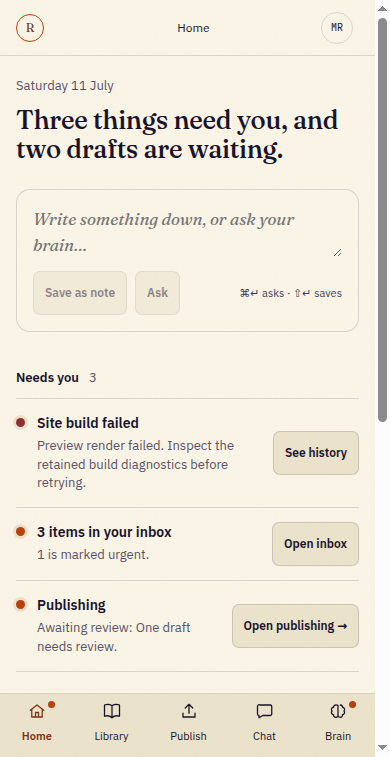 R
Home
MR
Saturday 11 July
Three things need you, and
two drafts are waiting.
Write something down, or ask your
brain...
Save as note
Ask
⌘↵ asks · ⇧↵ saves
Needs you 3
Site build failed
Preview render failed. Inspect the
retained build diagnostics before
retrying.
See history
3 items in your inbox
1 is marked urgent.
Open inbox
Publishing
Awaiting review: One draft
needs review.
Open publishing →
Home
Library
Publish
Chat
Brain